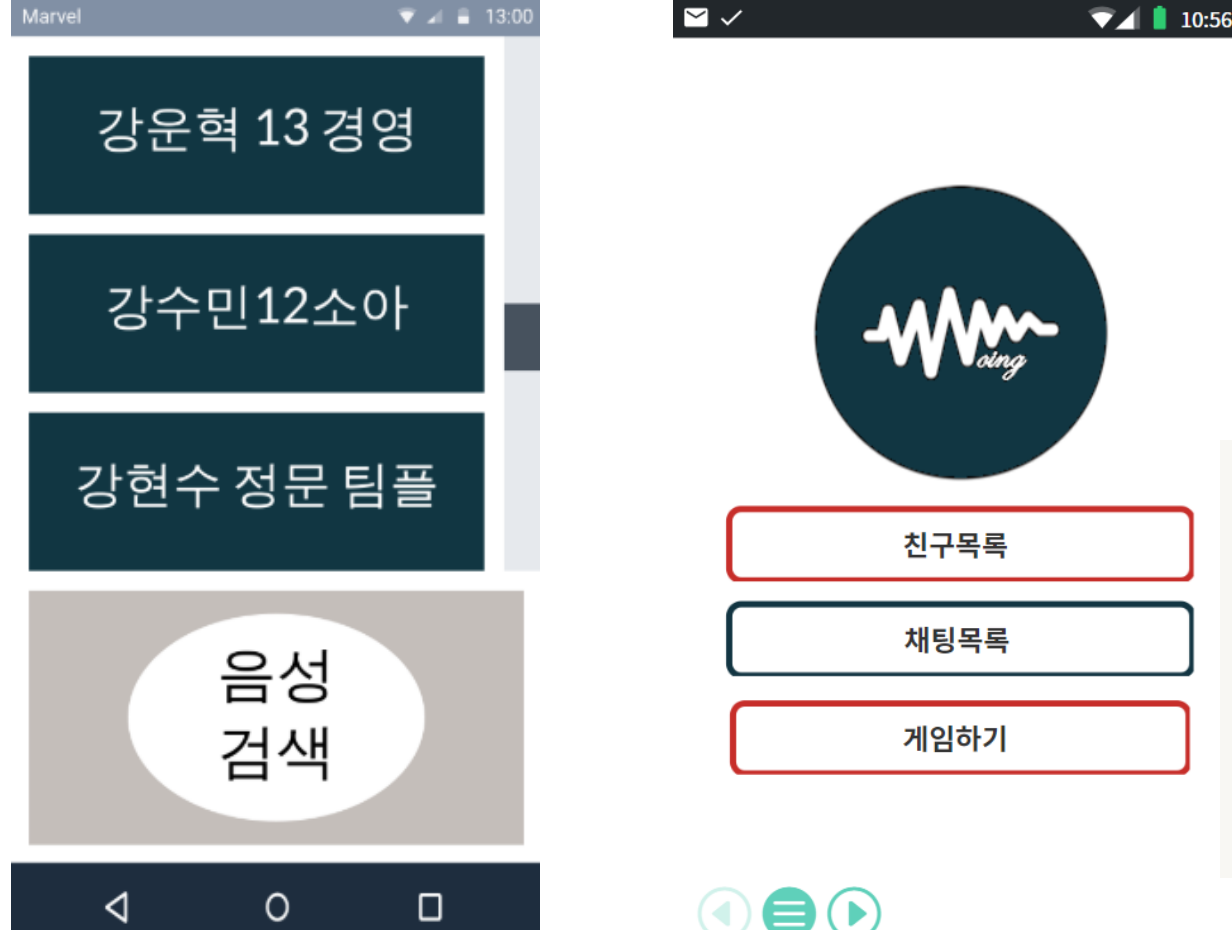 Marvel
13:00
강운혁 13 경영
강수민12소아
강현수 정문 팀플
음성
검색
10:56
oing
친구목록
채팅목록
게임하기